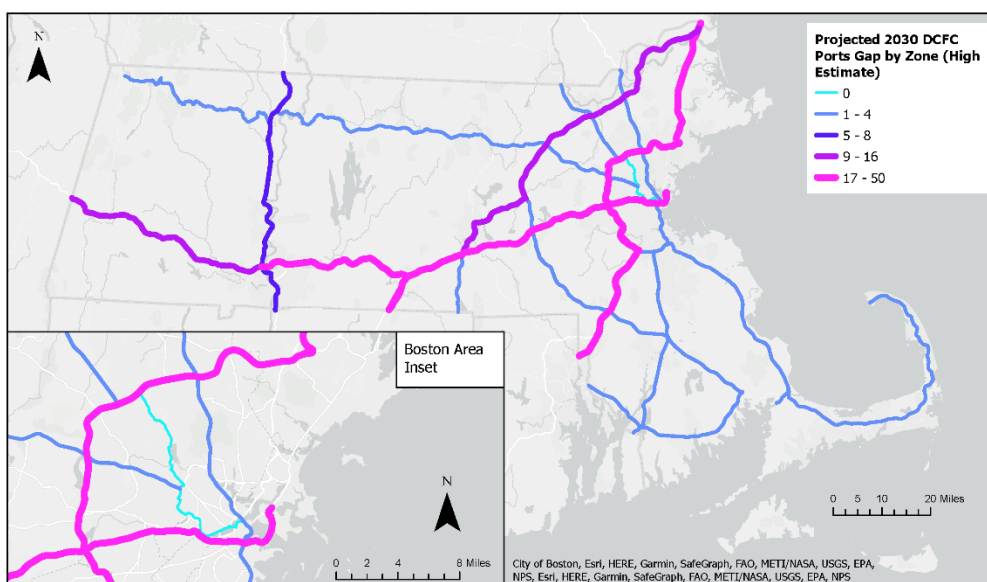 N
Projected 2030 DCFC
Ports Gap by Zone (High
Estimate)
0
1 - 4
5 - 8
9 - 16
17 - 50
Boston Area
Inset
N
0 2 4 8 Miles
0 5 10 20 Miles
City of Boston, Esri, HERE, Garmin, SafeGraph, FAO, METI/NASA, USGS, EPA,
NPS, Esri, HERE, Garmin, SafeGraph, FAO, METI/NASA, USGS, EPA, NPS